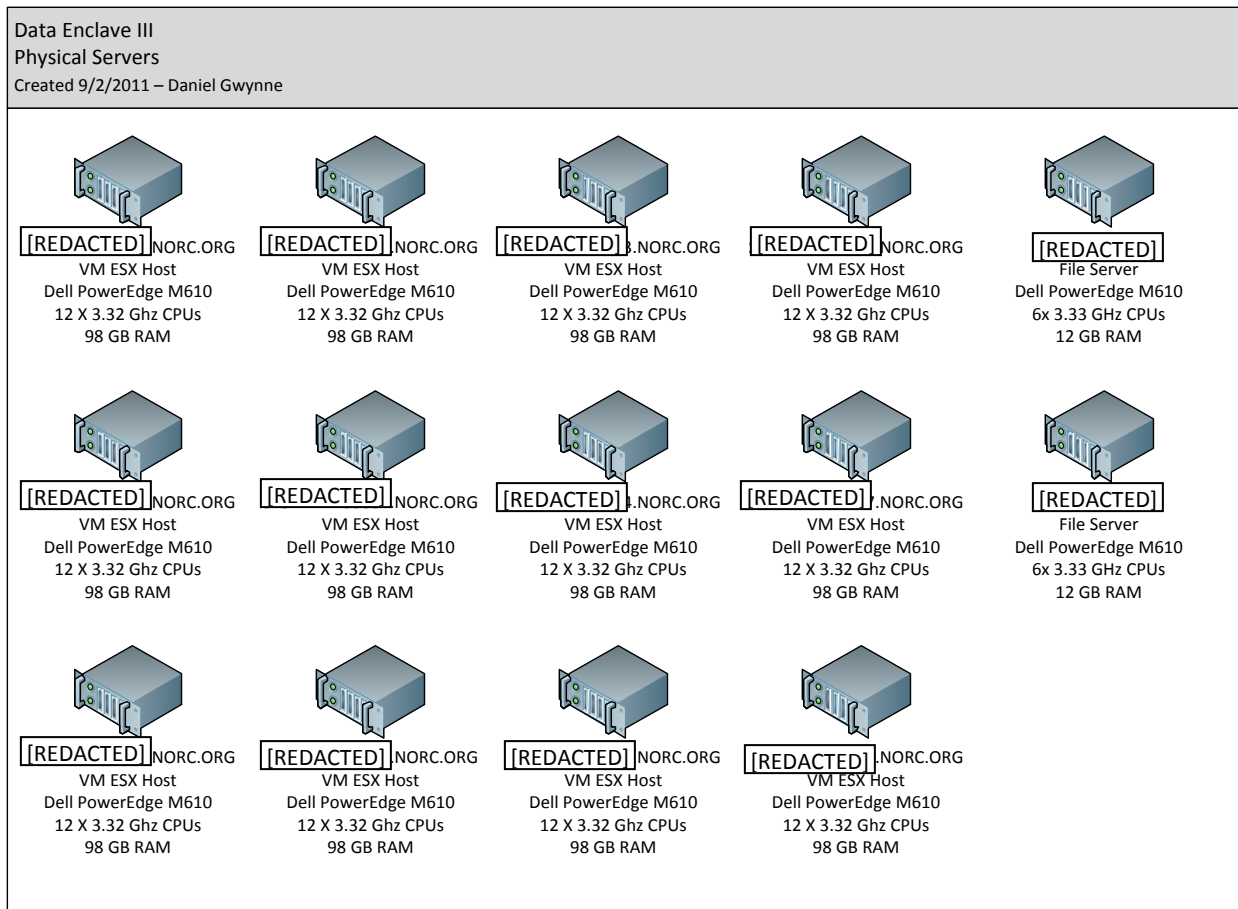 Data Enclave III
Physical Servers
Created 9/2/2011 – Daniel Gwynne
[REDACTED] NORC.ORG
VM ESX Host
Dell PowerEdge M610
12 X 3.32 Ghz CPUs
98 GB RAM
[REDACTED] .NORC.ORG
VM ESX Host
Dell PowerEdge M610
12 X 3.32 Ghz CPUs
98 GB RAM
[REDACTED] 3.NORC.ORG
VM ESX Host
Dell PowerEdge M610
12 X 3.32 Ghz CPUs
98 GB RAM
[REDACTED] .NORC.ORG
VM ESX Host
Dell PowerEdge M610
12 X 3.32 Ghz CPUs
98 GB RAM
[REDACTED]
File Server
Dell PowerEdge M610
6x 3.33 GHz CPUs
12 GB RAM
[REDACTED] NORC.ORG
VM ESX Host
Dell PowerEdge M610
12 X 3.32 Ghz CPUs
98 GB RAM
[REDACTED] .NORC.ORG
VM ESX Host
Dell PowerEdge M610
12 X 3.32 Ghz CPUs
98 GB RAM
[REDACTED] 4.NORC.ORG
VM ESX Host
Dell PowerEdge M610
12 X 3.32 Ghz CPUs
98 GB RAM
[REDACTED] .NORC.ORG
VM ESX Host
Dell PowerEdge M610
12 X 3.32 Ghz CPUs
98 GB RAM
[REDACTED]
File Server
Dell PowerEdge M610
6x 3.33 GHz CPUs
12 GB RAM
[REDACTED] NORC.ORG
VM ESX Host
Dell PowerEdge M610
12 X 3.32 Ghz CPUs
98 GB RAM
[REDACTED] .NORC.ORG
VM ESX Host
Dell PowerEdge M610
12 X 3.32 Ghz CPUs
98 GB RAM
[REDACTED] NORC.ORG
VM ESX Host
Dell PowerEdge M610
12 X 3.32 Ghz CPUs
98 GB RAM
[REDACTED] .NORC.ORG
VM ESX Host
Dell PowerEdge M610
12 X 3.32 Ghz CPUs
98 GB RAM